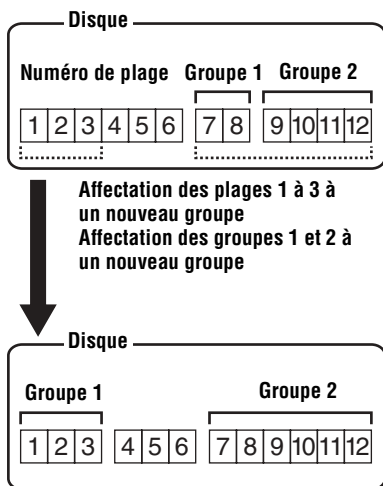 Disque
Numéro de plage Groupe 1 Groupe 2
1 2 3 4 5 6 7 8 9 10 11 12
Affectation des plages 1 à 3 à
un nouveau groupe
Affectation des groupes 1 et 2 à
un nouveau groupe
Disque
Groupe 1 Groupe 2
1 2 3 4 5 6 7 8 9 10 11 12